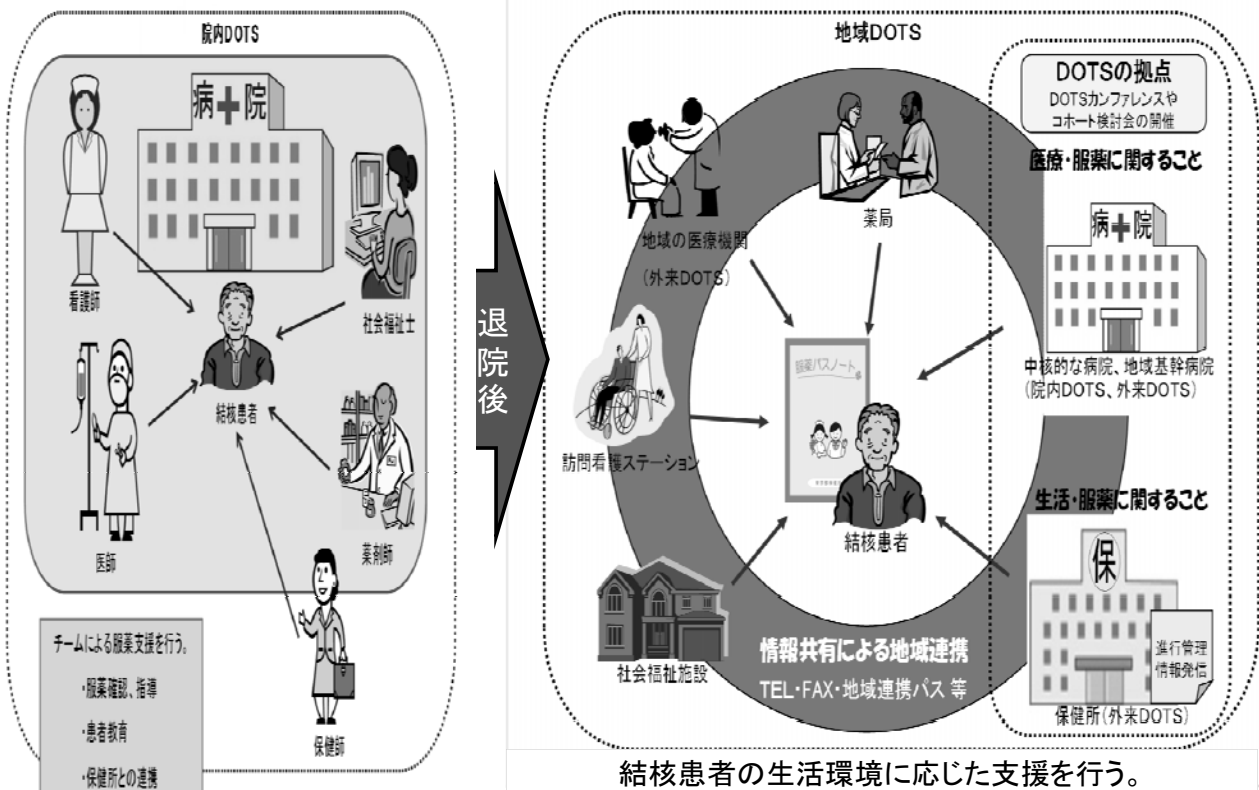 院内DOTS
病院
看護師
社会福祉士
結核患者
医師
薬剤師
保健師
チームによる服薬支援を行う。
・服薬確認、指導
・患者教育
・保健所との連携
退院後
地域DOTS
DOTSの拠点
DOTSカンファレンスや
コホート検討会の開催
医療・服薬に関すること
地域の医療機関
(外来DOTS)
薬局
病院
中核的な病院、地域基幹病院
(院内DOTS、外来DOTS)
服薬パスノート
訪問看護ステーション
結核患者
生活・服薬に関すること
保
進行管理
情報発信
保健所(外来DOTS)
社会福祉施設
情報共有による地域連携
TEL・FAX・地域連携パス 等
結核患者の生活環境に応じた支援を行う。